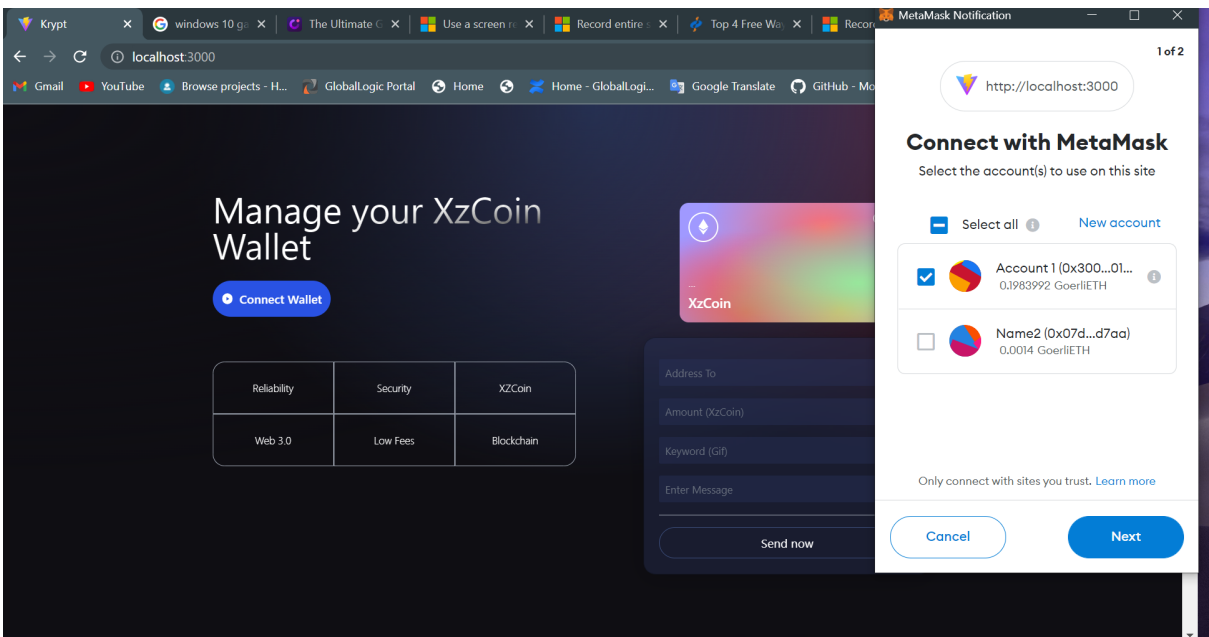 Krypt
windows 10 ga
The Ultimate G
Use a screen re
Record entire s
Top 4 Free Way
Recor
localhost:3000
Gmail
YouTube
Browse projects - H...
GlobalLogic Portal
Home
Home - GlobalLogi...
Google Translate
GitHub - Mo
Manage your XzCoin
Wallet
Connect Wallet
Reliability
Security
XZCoin
Web 3.0
Low Fees
Blockchain
...
XzCoin
Address To
Amount (XzCoin)
Keyword (Gif)
Enter Message
Send now
MetaMask Notification
1 of 2
http://localhost:3000
Connect with MetaMask
Select the account(s) to use on this site
Select all
New account
Account 1 (0x300...01...
0.1983992 GoerliETH
Name2 (0x07d...d7aa)
0.0014 GoerliETH
Only connect with sites you trust. Learn more
Cancel
Next